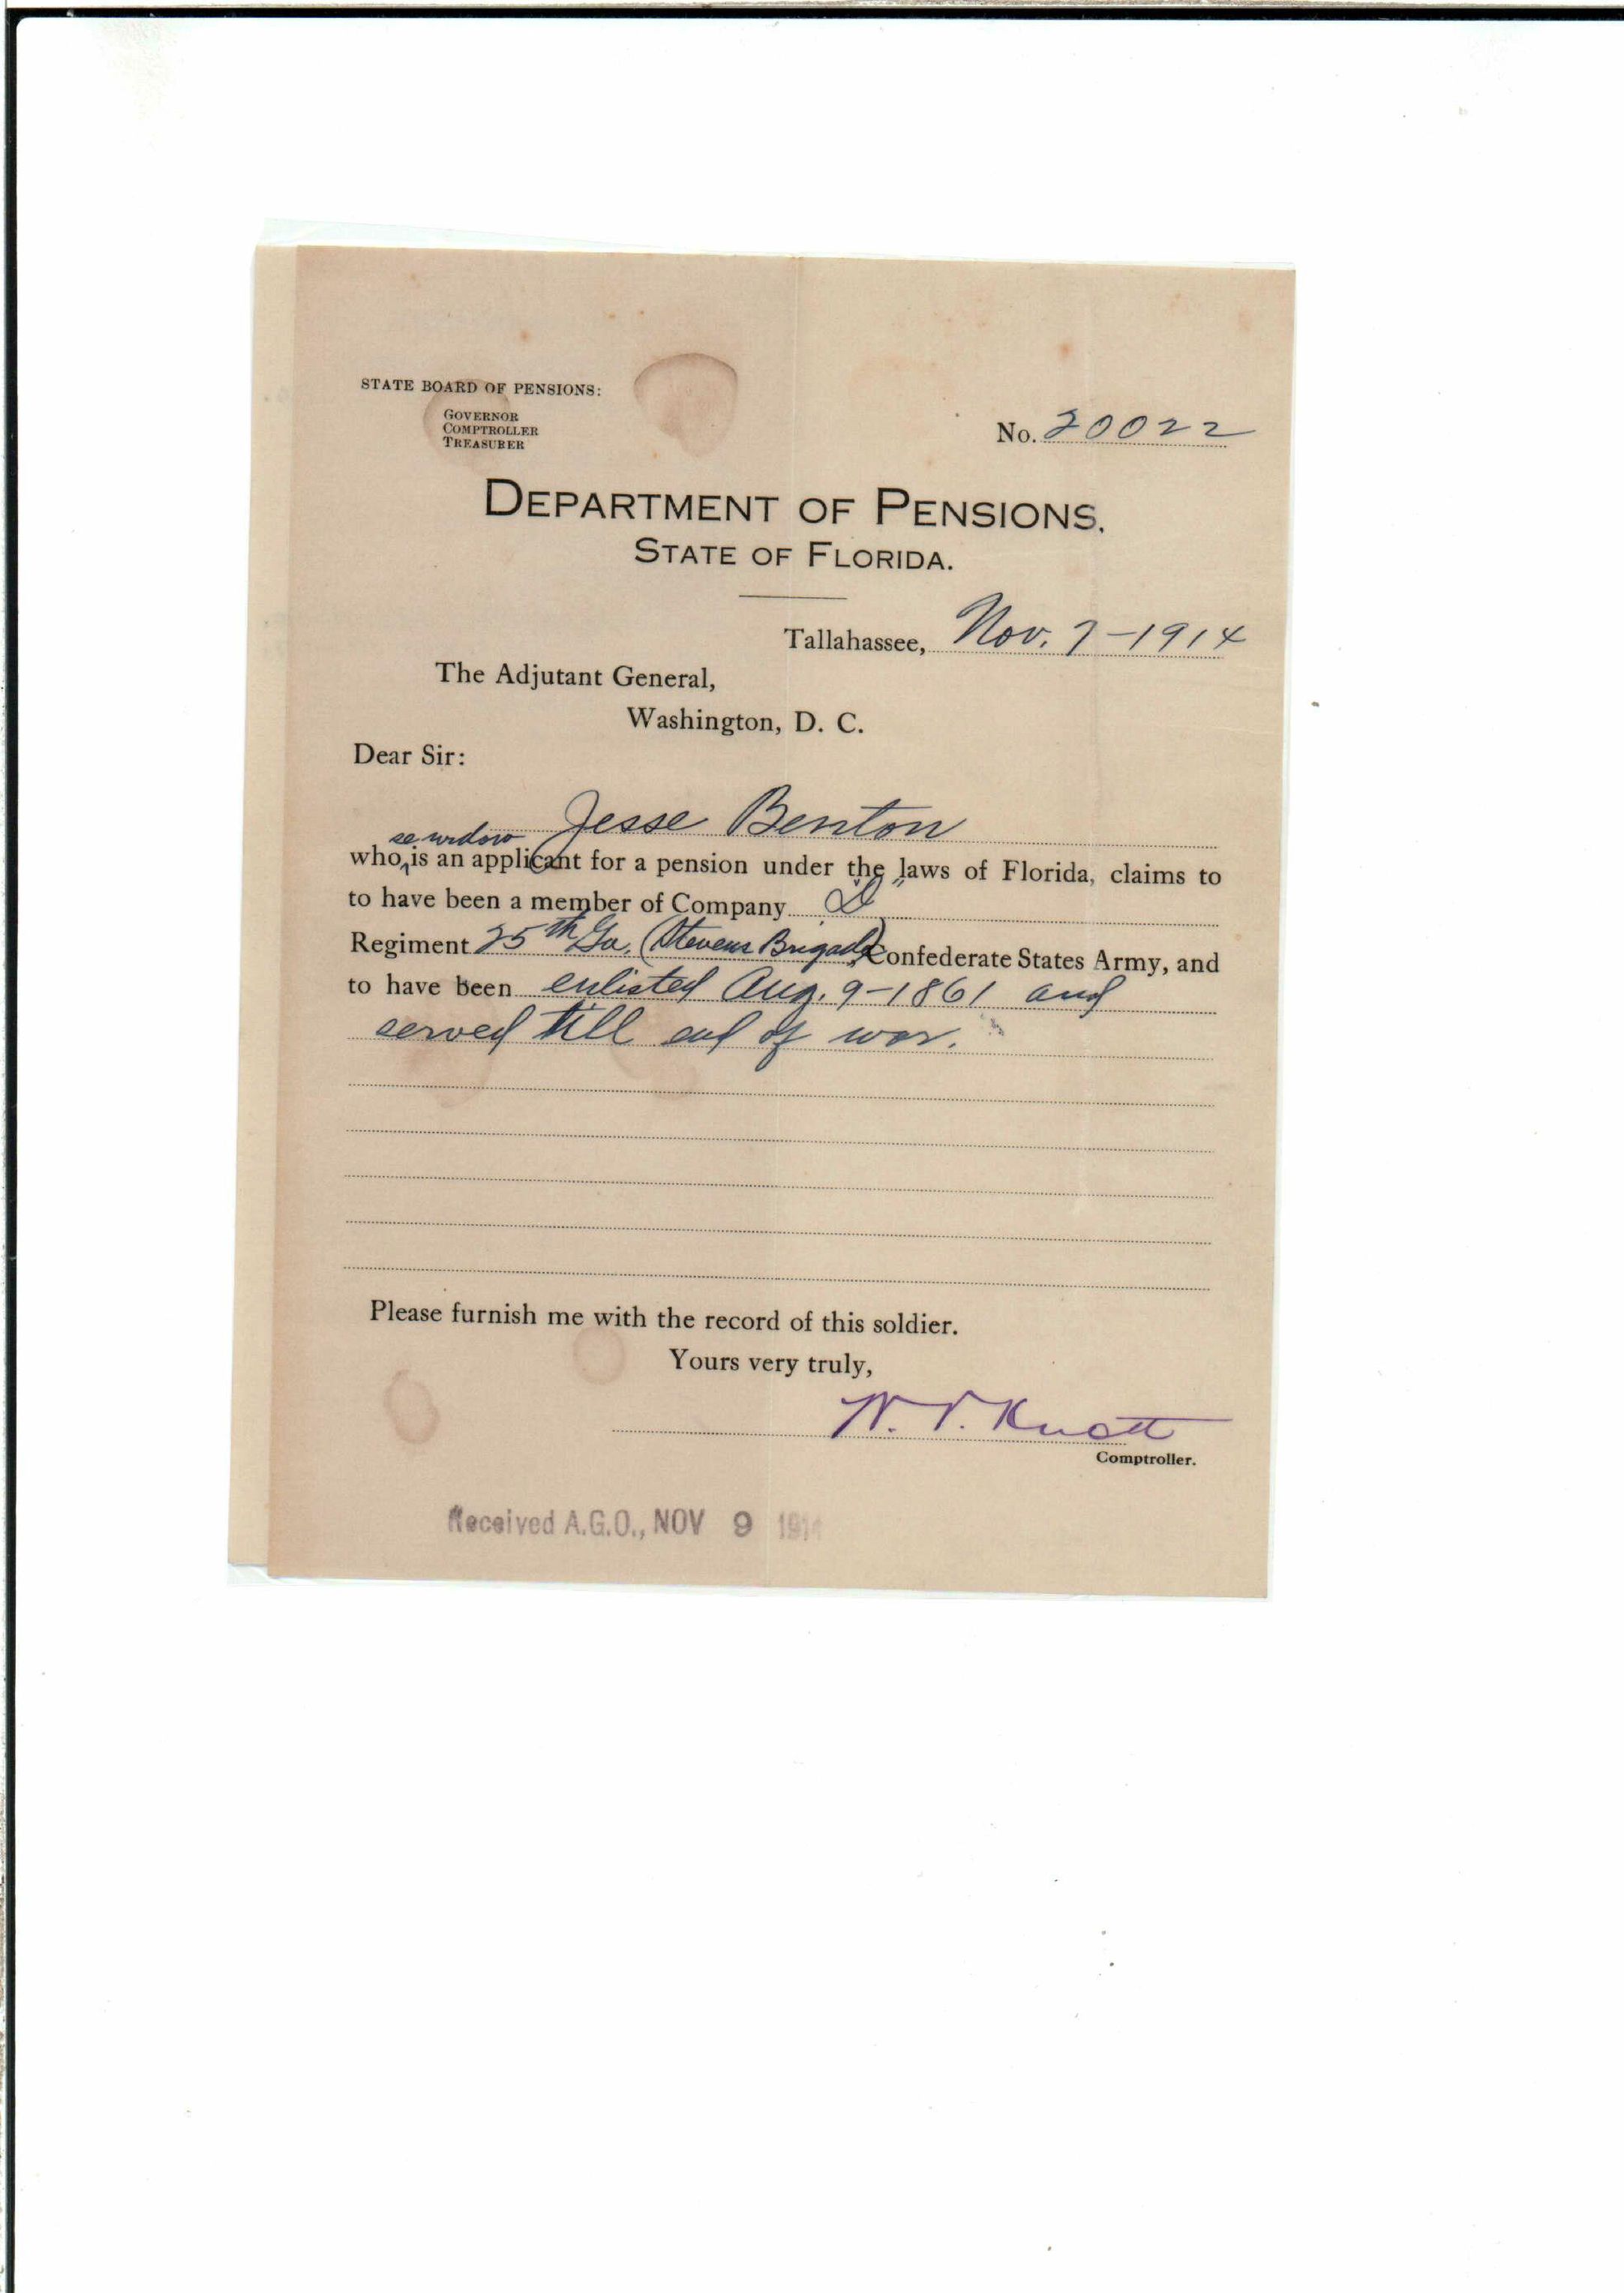 STATE BOARD OF PENSIONS:
GOVERNOR
COMPTROLLER
TREASURER
No. 20022
DEPARTMENT OF PENSIONS.
STATE OF FLORIDA.
Tallahassee, Nov. 7-1914
The Adjutant General,
Washington, D. C.
Dear Sir:
Jesse Benton
se widow
who, is an applicant for a pension under the laws of Florida, claims to
to have been a member of Company "D"
Regiment 25th Ga. (Stevens Brigade) Confederate States Army, and
to have been enlisted Aug. 9-1861 and
served till end of war.
Please furnish me with the record of this soldier.
Yours very truly,
W. V. Knott
Comptroller.
Received A.G.O., NOV 9 1914